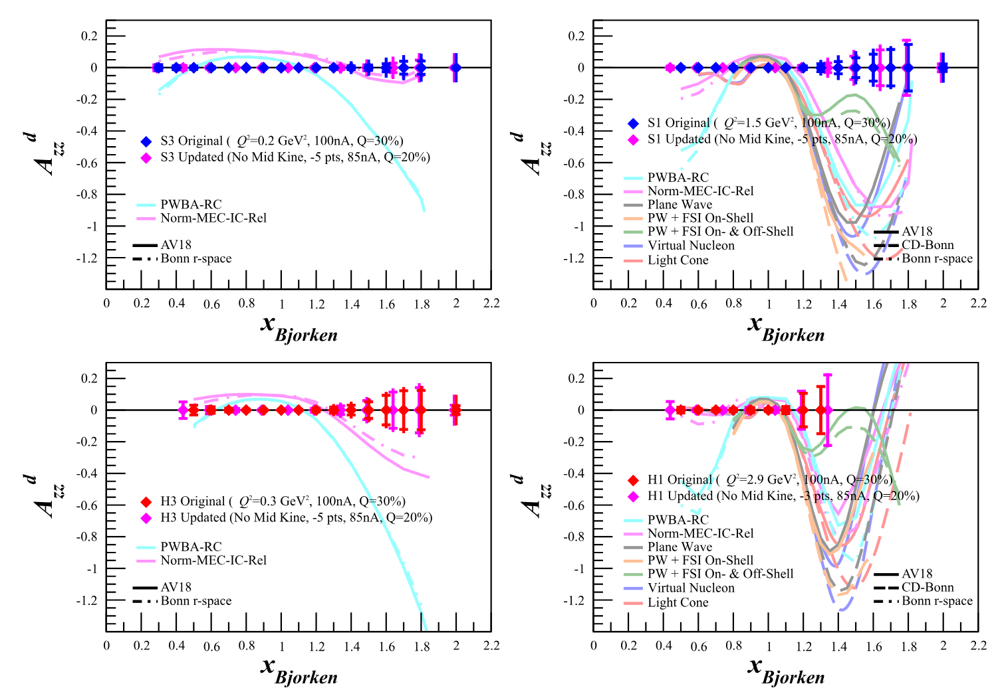 0.2
0
-0.2
-0.4
-0.6
-0.8
-1
-1.2
A_zz^d
S3 Original ( Q²=0.2 GeV², 100nA, Q=30%)
S3 Updated (No Mid Kine, -5 pts, 85nA, Q=20%)
PWBA-RC
Norm-MEC-IC-Rel
AV18
Bonn r-space
0 0.2 0.4 0.6 0.8 1 1.2 1.4 1.6 1.8 2 2.2
x_Bjorken
0.2
0
-0.2
-0.4
-0.6
-0.8
-1
-1.2
A_zz^d
S1 Original ( Q²=1.5 GeV², 100nA, Q=30%)
S1 Updated (No Mid Kine, -5 pts, 85nA, Q=20%)
PWBA-RC
Norm-MEC-IC-Rel
Plane Wave
PW + FSI On-Shell
PW + FSI On- & Off-Shell
Virtual Nucleon
Light Cone
AV18
CD-Bonn
Bonn r-space
0 0.2 0.4 0.6 0.8 1 1.2 1.4 1.6 1.8 2 2.2
x_Bjorken
0.2
0
-0.2
-0.4
-0.6
-0.8
-1
-1.2
A_zz^d
H3 Original ( Q²=0.3 GeV², 100nA, Q=30%)
H3 Updated (No Mid Kine, -5 pts, 85nA, Q=20%)
PWBA-RC
Norm-MEC-IC-Rel
AV18
Bonn r-space
0 0.2 0.4 0.6 0.8 1 1.2 1.4 1.6 1.8 2 2.2
x_Bjorken
0.2
0
-0.2
-0.4
-0.6
-0.8
-1
-1.2
A_zz^d
H1 Original ( Q²=2.9 GeV², 100nA, Q=30%)
H1 Updated (No Mid Kine, -3 pts, 85nA, Q=20%)
PWBA-RC
Norm-MEC-IC-Rel
Plane Wave
PW + FSI On-Shell
PW + FSI On- & Off-Shell
Virtual Nucleon
Light Cone
AV18
CD-Bonn
Bonn r-space
0 0.2 0.4 0.6 0.8 1 1.2 1.4 1.6 1.8 2 2.2
x_Bjorken